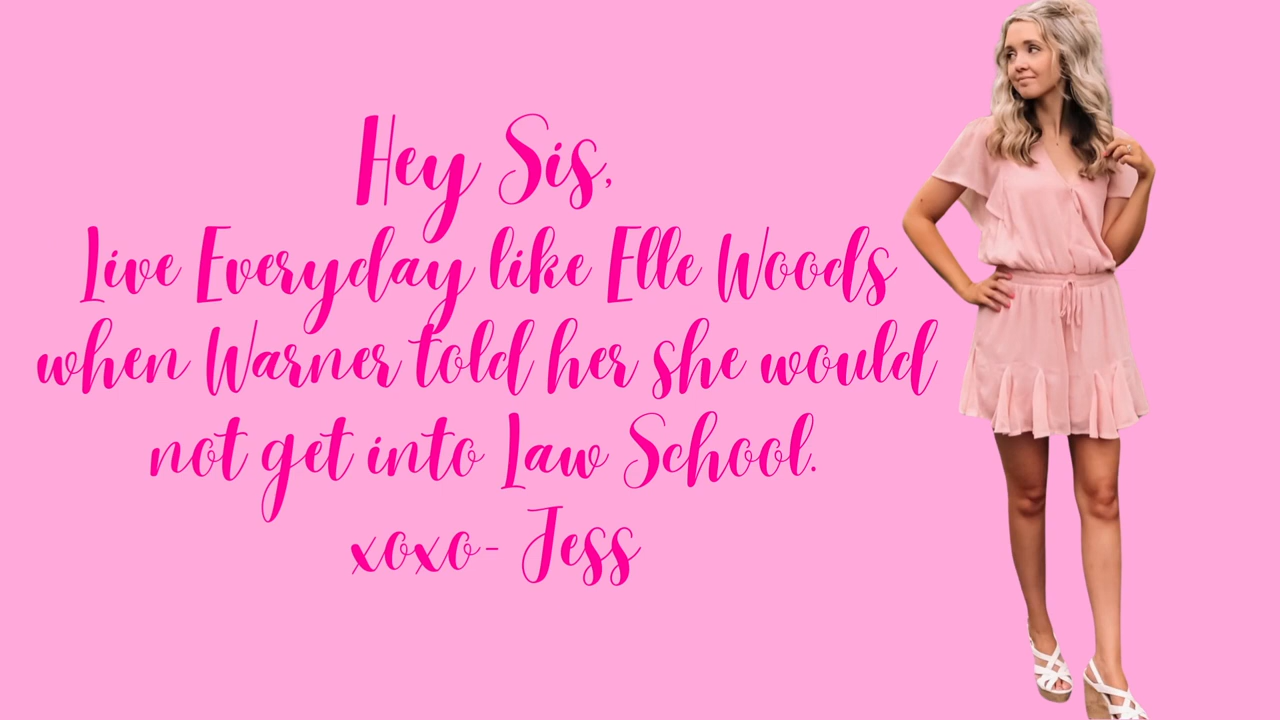 Hey Sis,
Live Everyday like Elle Woods
when Warner told her she would
not get into Law School.
xoxo- Jess